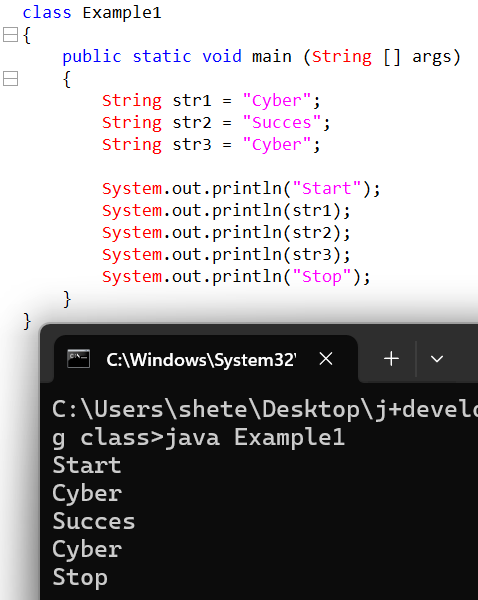 class Example1
{
public static void main (String [] args)
{
String str1 = "Cyber";
String str2 = "Succes";
String str3 = "Cyber";
System.out.println("Start");
System.out.println(str1);
System.out.println(str2);
System.out.println(str3);
System.out.println("Stop");
}
}
C:\Windows\System32\
C:\Users\shete\Desktop\j+develo
g class>java Example1
Start
Cyber
Succes
Cyber
Stop